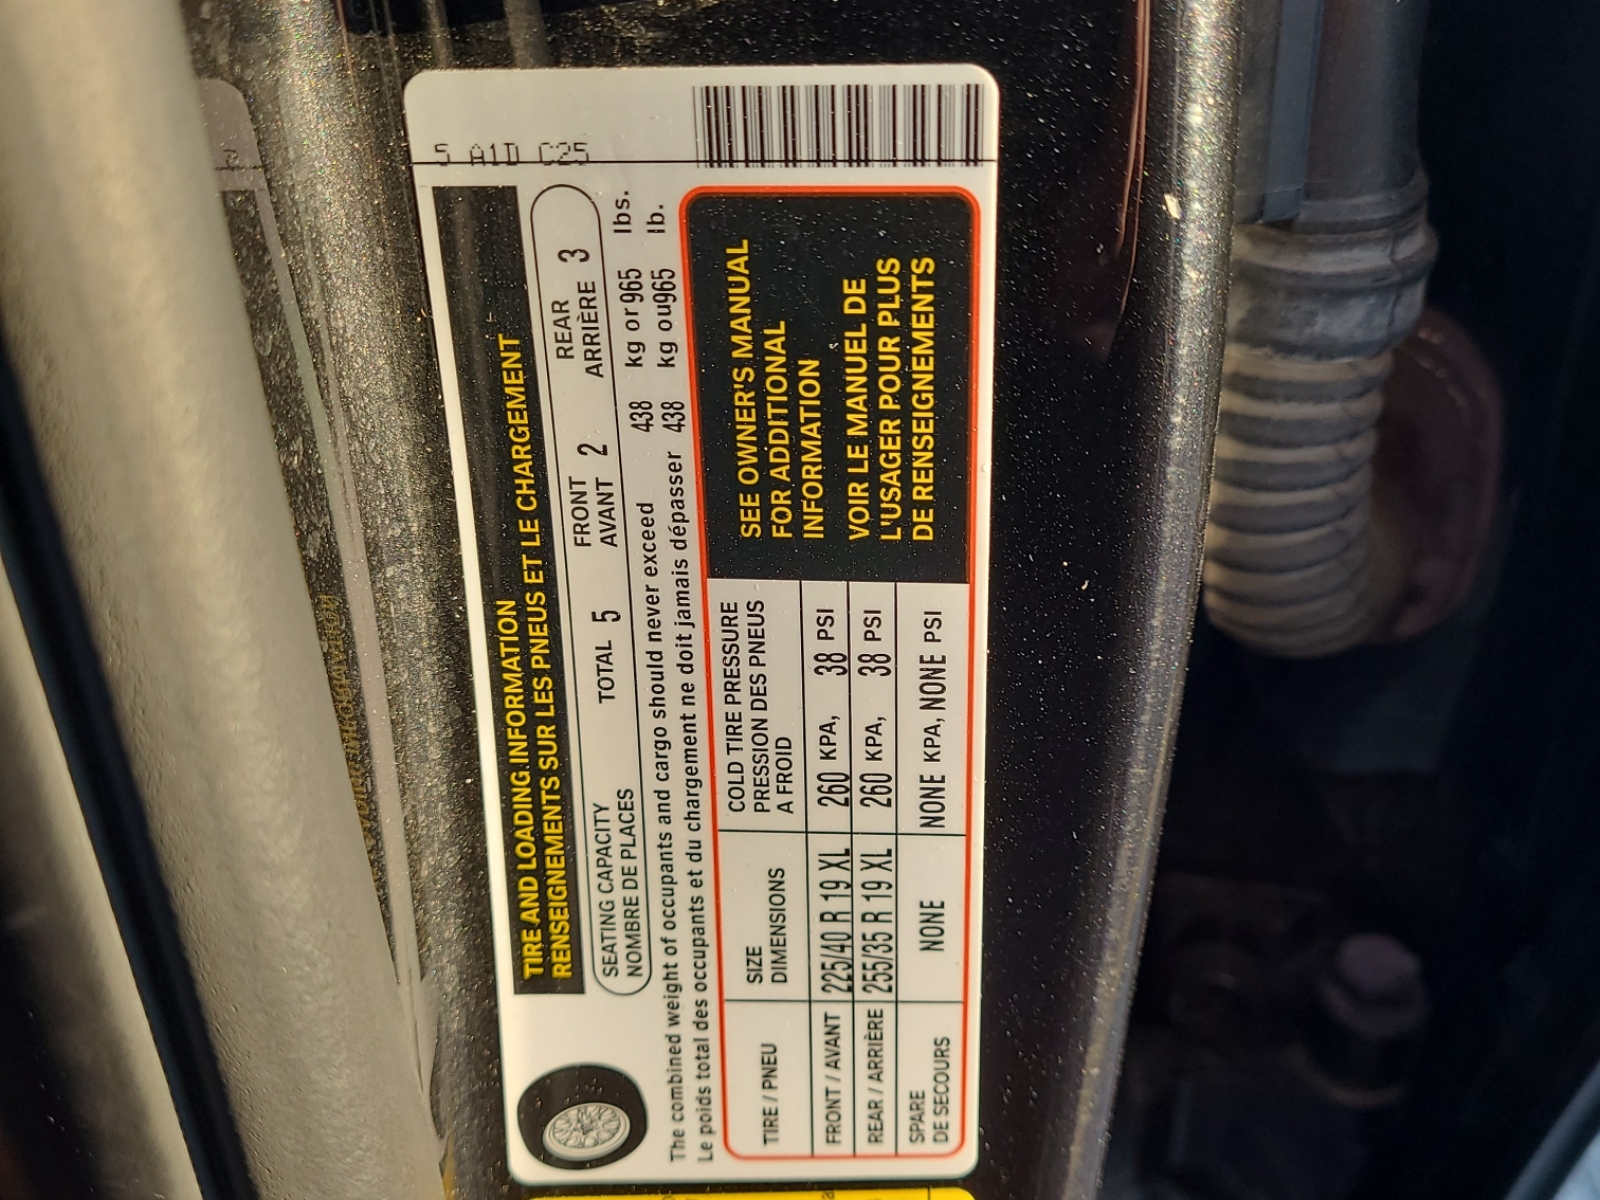 5 A1D C25
TIRE AND LOADING INFORMATION
RENSEIGNEMENTS SUR LES PNEUS ET LE CHARGEMENT
SEATING CAPACITY
NOMBRE DE PLACES
TOTAL 5
FRONT
AVANT 2
REAR
ARRIÈRE 3
The combined weight of occupants and cargo should never exceed 438 kg or 965 lbs.
Le poids total des occupants et du chargement ne doit jamais dépasser 438 kg ou 965 lb.
TIRE / PNEU
SIZE
DIMENSIONS
COLD TIRE PRESSURE
PRESSION DES PNEUS
A FROID
FRONT / AVANT 225/40 R 19 XL 260 KPA, 38 PSI
REAR / ARRIÈRE 255/35 R 19 XL 260 KPA, 38 PSI
SPARE
DE SECOURS NONE NONE KPA, NONE PSI
SEE OWNER'S MANUAL
FOR ADDITIONAL
INFORMATION
VOIR LE MANUEL DE
L'USAGER POUR PLUS
DE RENSEIGNEMENTS